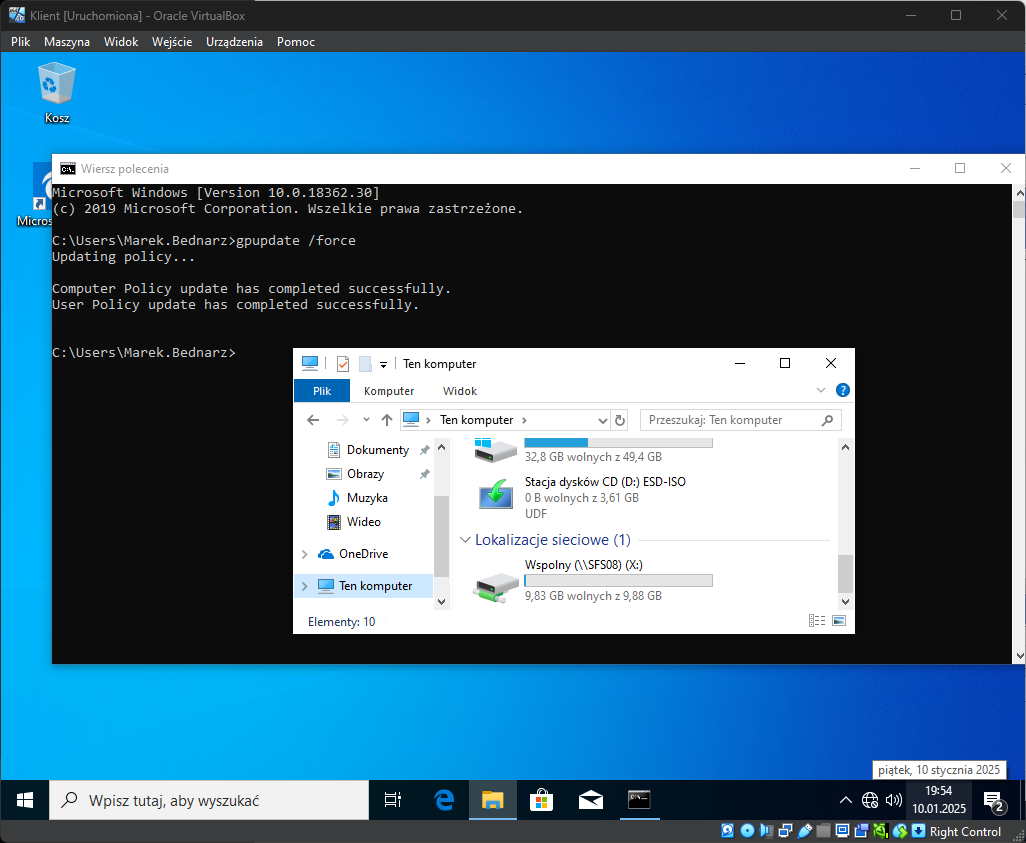 Klient [Uruchomiona] - Oracle VirtualBox
Plik Maszyna Widok Wejście Urządzenia Pomoc
Kosz
Micros
Wiersz polecenia
Microsoft Windows [Version 10.0.18362.30]
(c) 2019 Microsoft Corporation. Wszelkie prawa zastrzeżone.
C:\Users\Marek.Bednarz>gpupdate /force
Updating policy...
Computer Policy update has completed successfully.
User Policy update has completed successfully.
C:\Users\Marek.Bednarz>
Ten komputer
Plik Komputer Widok
Ten komputer
Przeszukaj: Ten komputer
Dokumenty
Obrazy
Muzyka
Wideo
OneDrive
Ten komputer
32,8 GB wolnych z 49,4 GB
Stacja dysków CD (D:) ESD-ISO
0 B wolnych z 3,61 GB
UDF
Lokalizacje sieciowe (1)
Wspolny (\\SFS08) (X:)
9,83 GB wolnych z 9,88 GB
Elementy: 10
piątek, 10 stycznia 2025
Wpisz tutaj, aby wyszukać
19:54
10.01.2025
2
Right Control